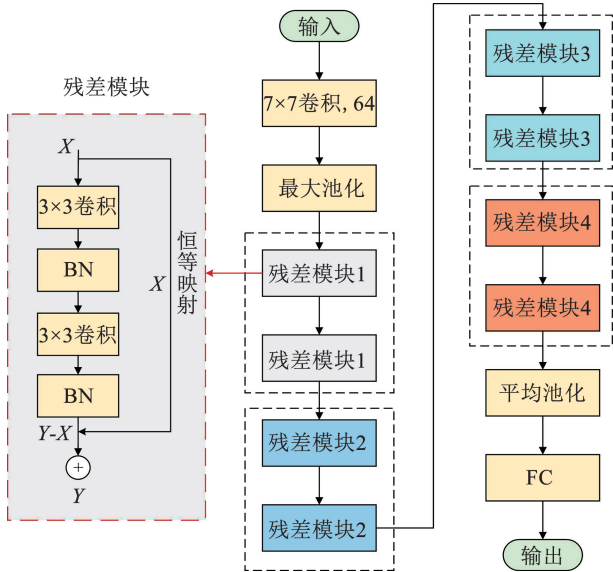 残差模块
X
3×3卷积
BN
3×3卷积
BN
Y-X
+
Y
X
恒等映射
输入
7×7卷积, 64
最大池化
残差模块1
残差模块1
残差模块2
残差模块2
残差模块3
残差模块3
残差模块4
残差模块4
平均池化
FC
输出